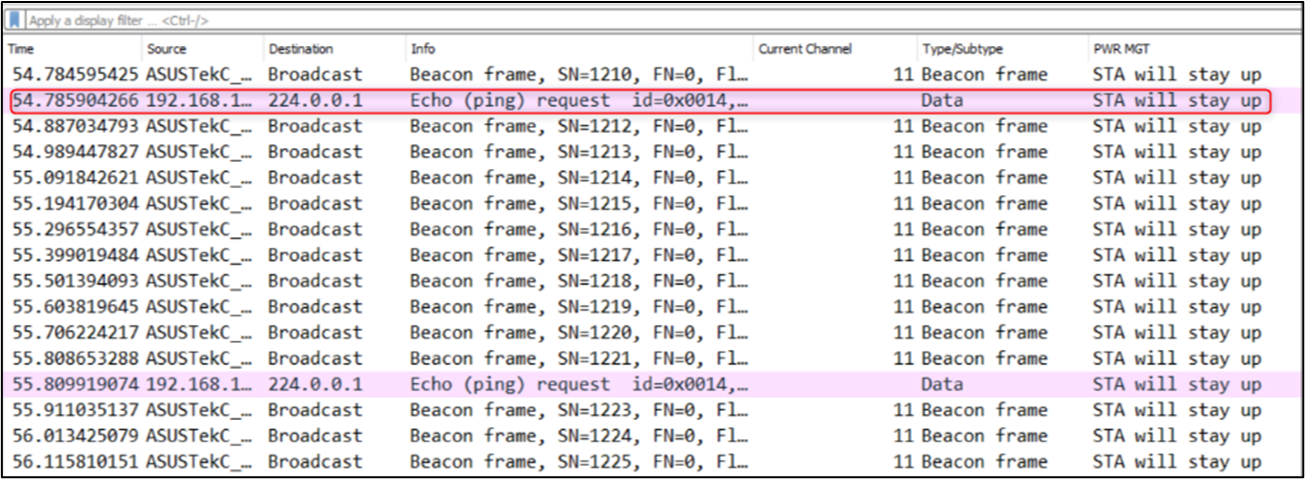 Apply a display filter ... <Ctrl-/>
Time Source Destination Info Current Channel Type/Subtype PWR MGT
54.784595425 ASUSTekC_… Broadcast Beacon frame, SN=1210, FN=0, Fl… 11 Beacon frame STA will stay up
54.785904266 192.168.1… 224.0.0.1 Echo (ping) request id=0x0014,… Data STA will stay up
54.887034793 ASUSTekC_… Broadcast Beacon frame, SN=1212, FN=0, Fl… 11 Beacon frame STA will stay up
54.989447827 ASUSTekC_… Broadcast Beacon frame, SN=1213, FN=0, Fl… 11 Beacon frame STA will stay up
55.091842621 ASUSTekC_… Broadcast Beacon frame, SN=1214, FN=0, Fl… 11 Beacon frame STA will stay up
55.194170304 ASUSTekC_… Broadcast Beacon frame, SN=1215, FN=0, Fl… 11 Beacon frame STA will stay up
55.296554357 ASUSTekC_… Broadcast Beacon frame, SN=1216, FN=0, Fl… 11 Beacon frame STA will stay up
55.399019484 ASUSTekC_… Broadcast Beacon frame, SN=1217, FN=0, Fl… 11 Beacon frame STA will stay up
55.501394093 ASUSTekC_… Broadcast Beacon frame, SN=1218, FN=0, Fl… 11 Beacon frame STA will stay up
55.603819645 ASUSTekC_… Broadcast Beacon frame, SN=1219, FN=0, Fl… 11 Beacon frame STA will stay up
55.706224217 ASUSTekC_… Broadcast Beacon frame, SN=1220, FN=0, Fl… 11 Beacon frame STA will stay up
55.808653288 ASUSTekC_… Broadcast Beacon frame, SN=1221, FN=0, Fl… 11 Beacon frame STA will stay up
55.809919074 192.168.1… 224.0.0.1 Echo (ping) request id=0x0014,… Data STA will stay up
55.911035137 ASUSTekC_… Broadcast Beacon frame, SN=1223, FN=0, Fl… 11 Beacon frame STA will stay up
56.013425079 ASUSTekC_… Broadcast Beacon frame, SN=1224, FN=0, Fl… 11 Beacon frame STA will stay up
56.115810151 ASUSTekC_… Broadcast Beacon frame, SN=1225, FN=0, Fl… 11 Beacon frame STA will stay up